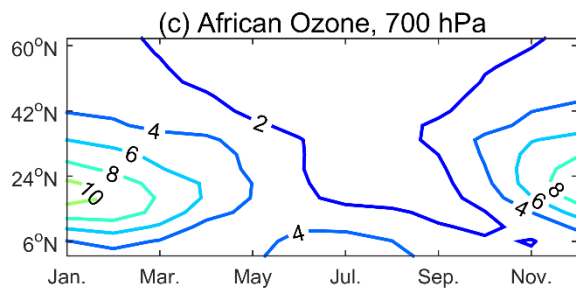 (c) African Ozone, 700 hPa
60°N
42°N
24°N
6°N
2
4
6
8
10
4
4
6
8
Jan.
Mar.
May
Jul.
Sep.
Nov.